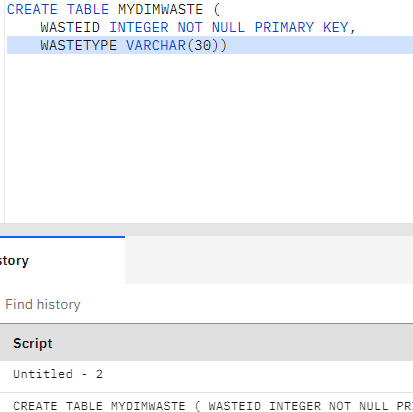 CREATE TABLE MYDIMWASTE (
WASTEID INTEGER NOT NULL PRIMARY KEY,
WASTETYPE VARCHAR(30))
story
Find history
Script
Untitled - 2
CREATE TABLE MYDIMWASTE ( WASTEID INTEGER NOT NULL PR